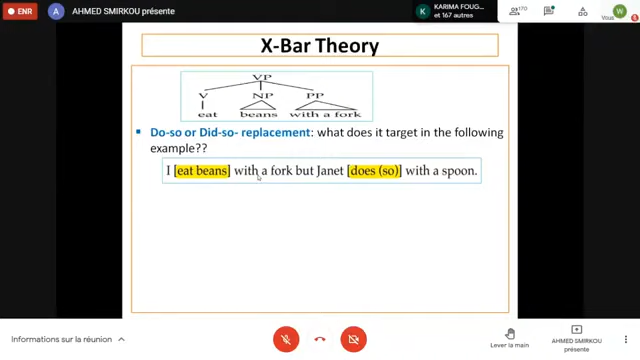 ENR
A
AHMED SMIRKOU présente
K
KARIMA FOUG...
et 167 autres
170
W
Vous
X-Bar Theory
VP
V NP PP
eat beans with a fork
Do-so or Did-so- replacement: what does it target in the following
example??
I [eat beans] with a fork but Janet [does (so)] with a spoon.
Informations sur la réunion
Lever la main
AHMED SMIRKOU
présente